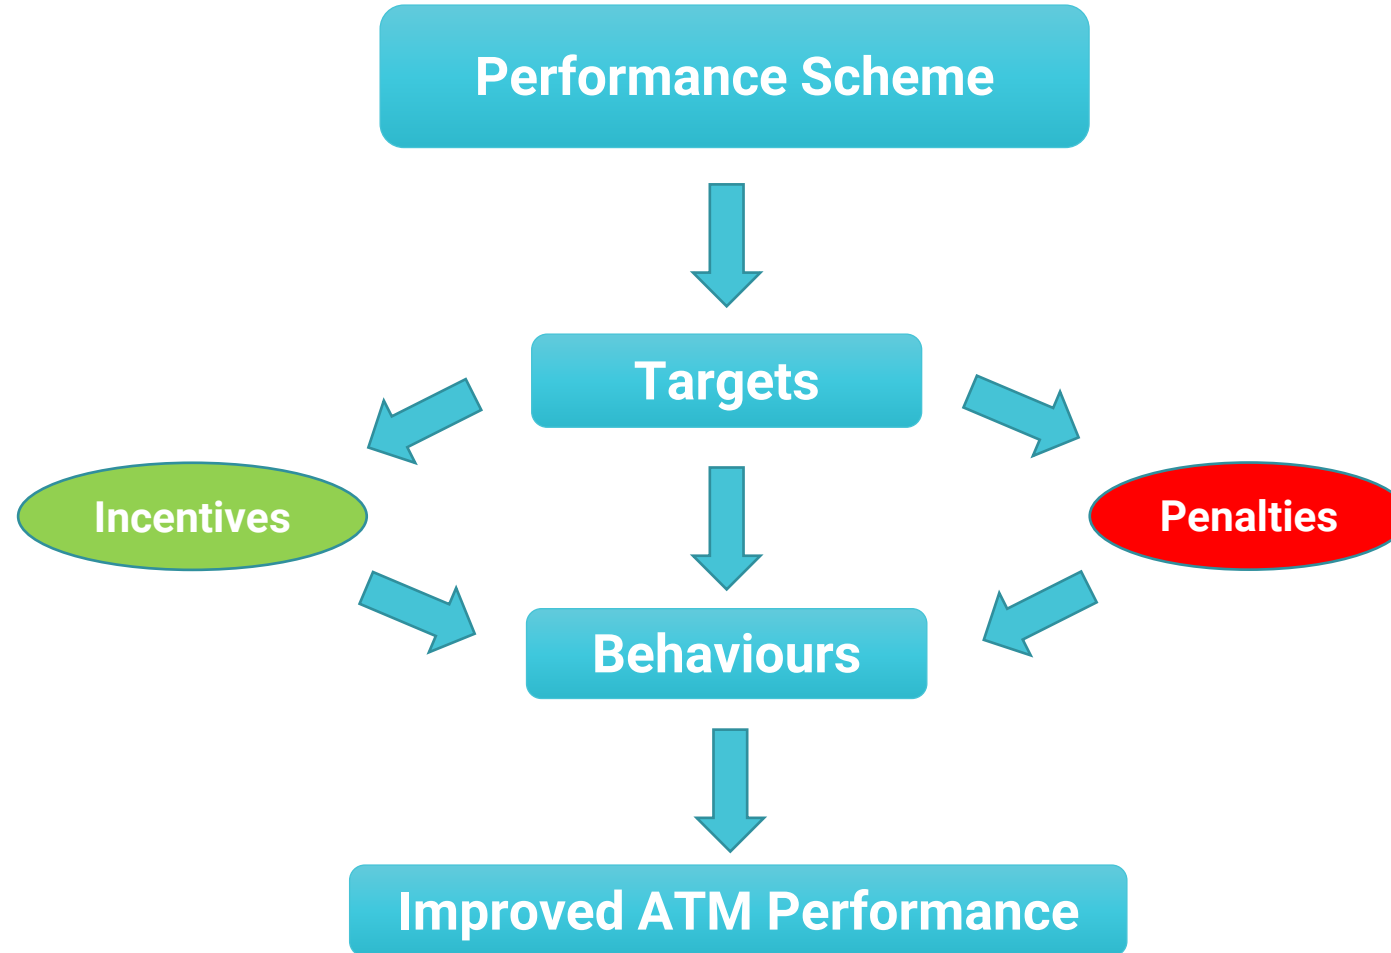 Performance Scheme
Targets
Incentives
Penalties
Behaviours
Improved ATM Performance